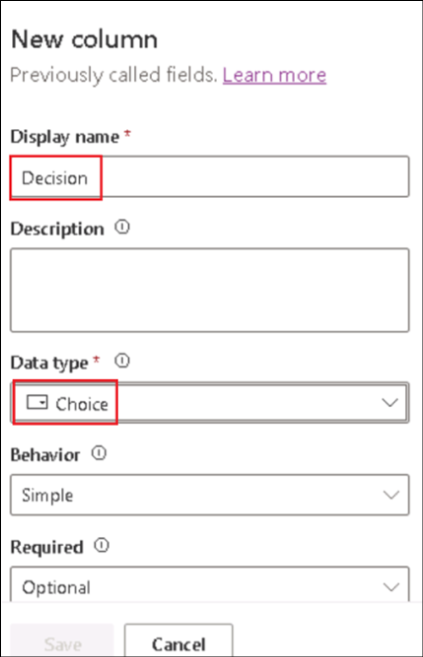 New column
Previously called fields. Learn more
Display name *
Decision
Description
Data type *
Choice
Behavior
Simple
Required
Optional
Save Cancel